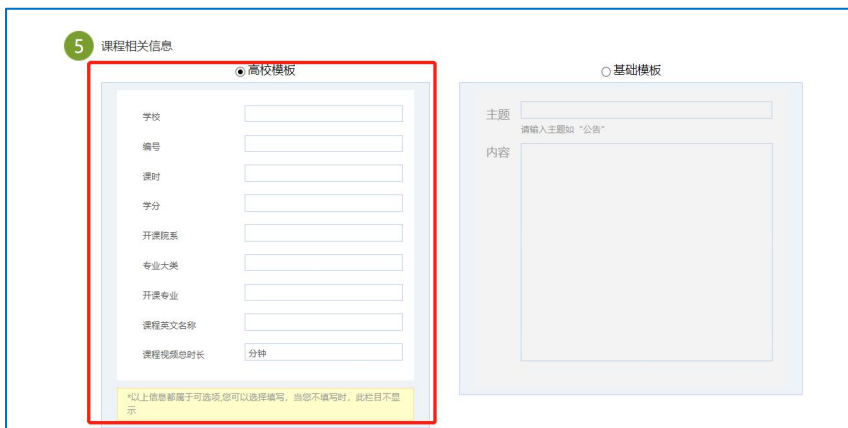 5 课程相关信息
高校模板
学校
编号
课时
学分
开课院系
专业大类
开课专业
课程英文名称
课程视频总时长 分钟
*以上信息都属于可选项,您可以选择填写，当您不填写时，此栏目不显
示
基础模板
主题
请输入主题如“公告”
内容